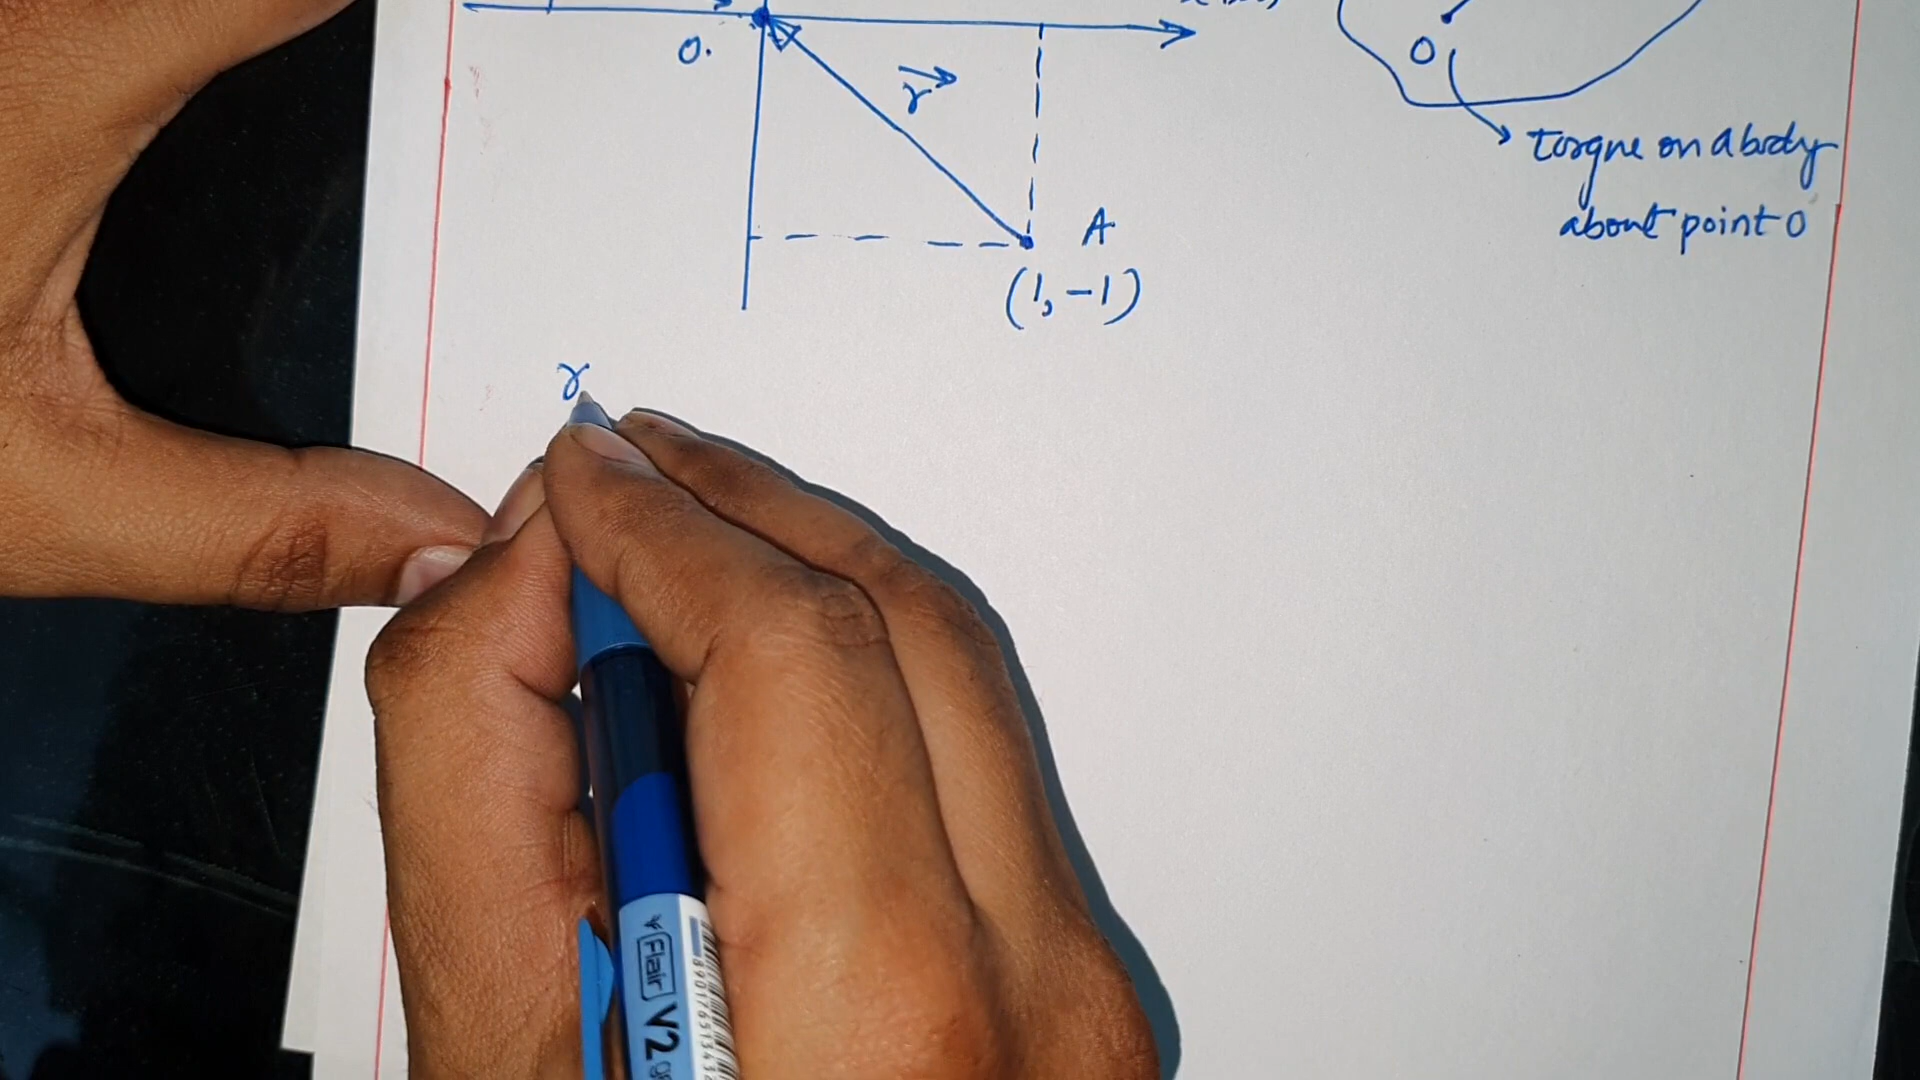 O.
r
O
torque on a body
about point O
A
(1, -1)
r
Flair
V2